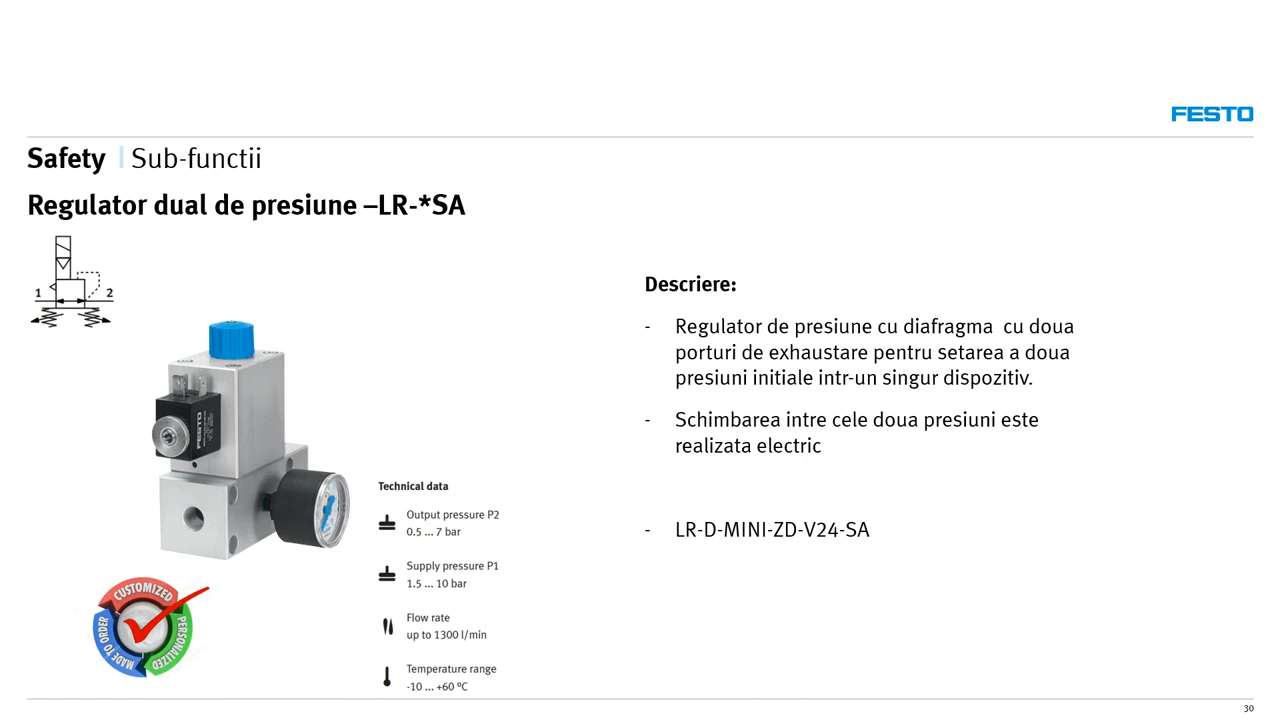 FESTO
Safety | Sub-functii
Regulator dual de presiune –LR-*SA
1 2
Descriere:
- Regulator de presiune cu diafragma cu doua
porturi de exhaustare pentru setarea a doua
presiuni initiale intr-un singur dispozitiv.
- Schimbarea intre cele doua presiuni este
realizata electric
- LR-D-MINI-ZD-V24-SA
FESTO
Technical data
Output pressure P2
0.5 ... 7 bar
Supply pressure P1
1.5 ... 10 bar
Flow rate
up to 1300 l/min
Temperature range
-10 ... +60 °C
CUSTOMIZED
PERSONALIZED
MADE TO ORDER
30